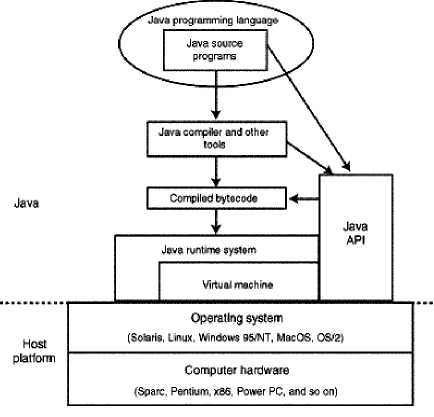 Java programming language
Java source
programs
Java compiler and other
tools
Compiled bytecode
Java
Java
API
Java runtime system
Virtual machine
Operating system
(Solaris, Linux, Windows 95/NT, MacOS, OS/2)
Host
platform
Computer hardware
(Sparc, Pentium, x86, Power PC, and so on)